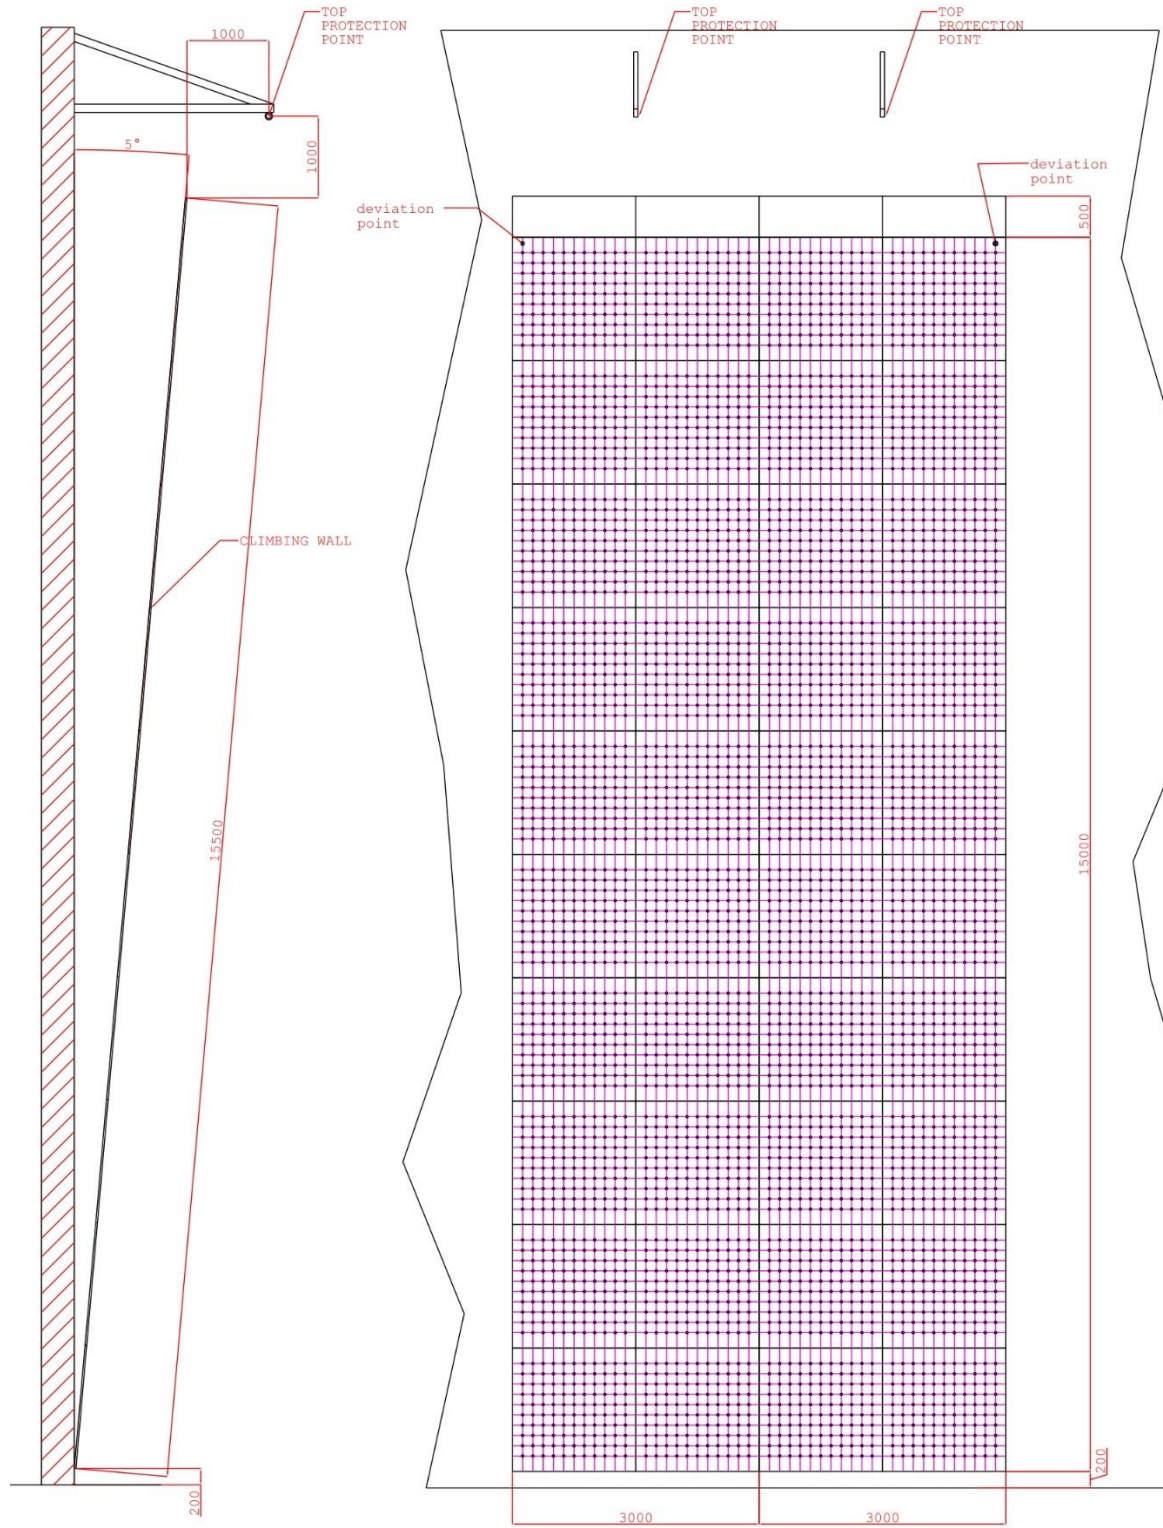 TOP
PROTECTION
POINT
1000
5°
1000
CLIMBING WALL
15500
200
TOP
PROTECTION
POINT
TOP
PROTECTION
POINT
deviation
point
deviation
point
500
15000
200
3000
3000